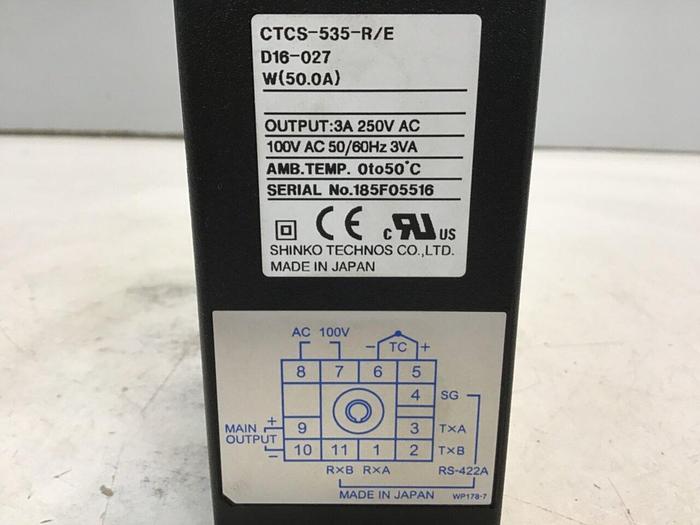 CTCS-535-R/E
D16-027
W(50.0A)
OUTPUT:3A 250V AC
100V AC 50/60Hz 3VA
AMB.TEMP. 0to50°C
SERIAL No.185F05516
CE c RU US
SHINKO TECHNOS CO.,LTD.
MADE IN JAPAN
AC 100V
- TC +
8 7 6 5
4 SG
+
MAIN OUTPUT
9 3 T×A
-
10 11 1 2 T×B
R×B R×A RS-422A
MADE IN JAPAN WP178-7